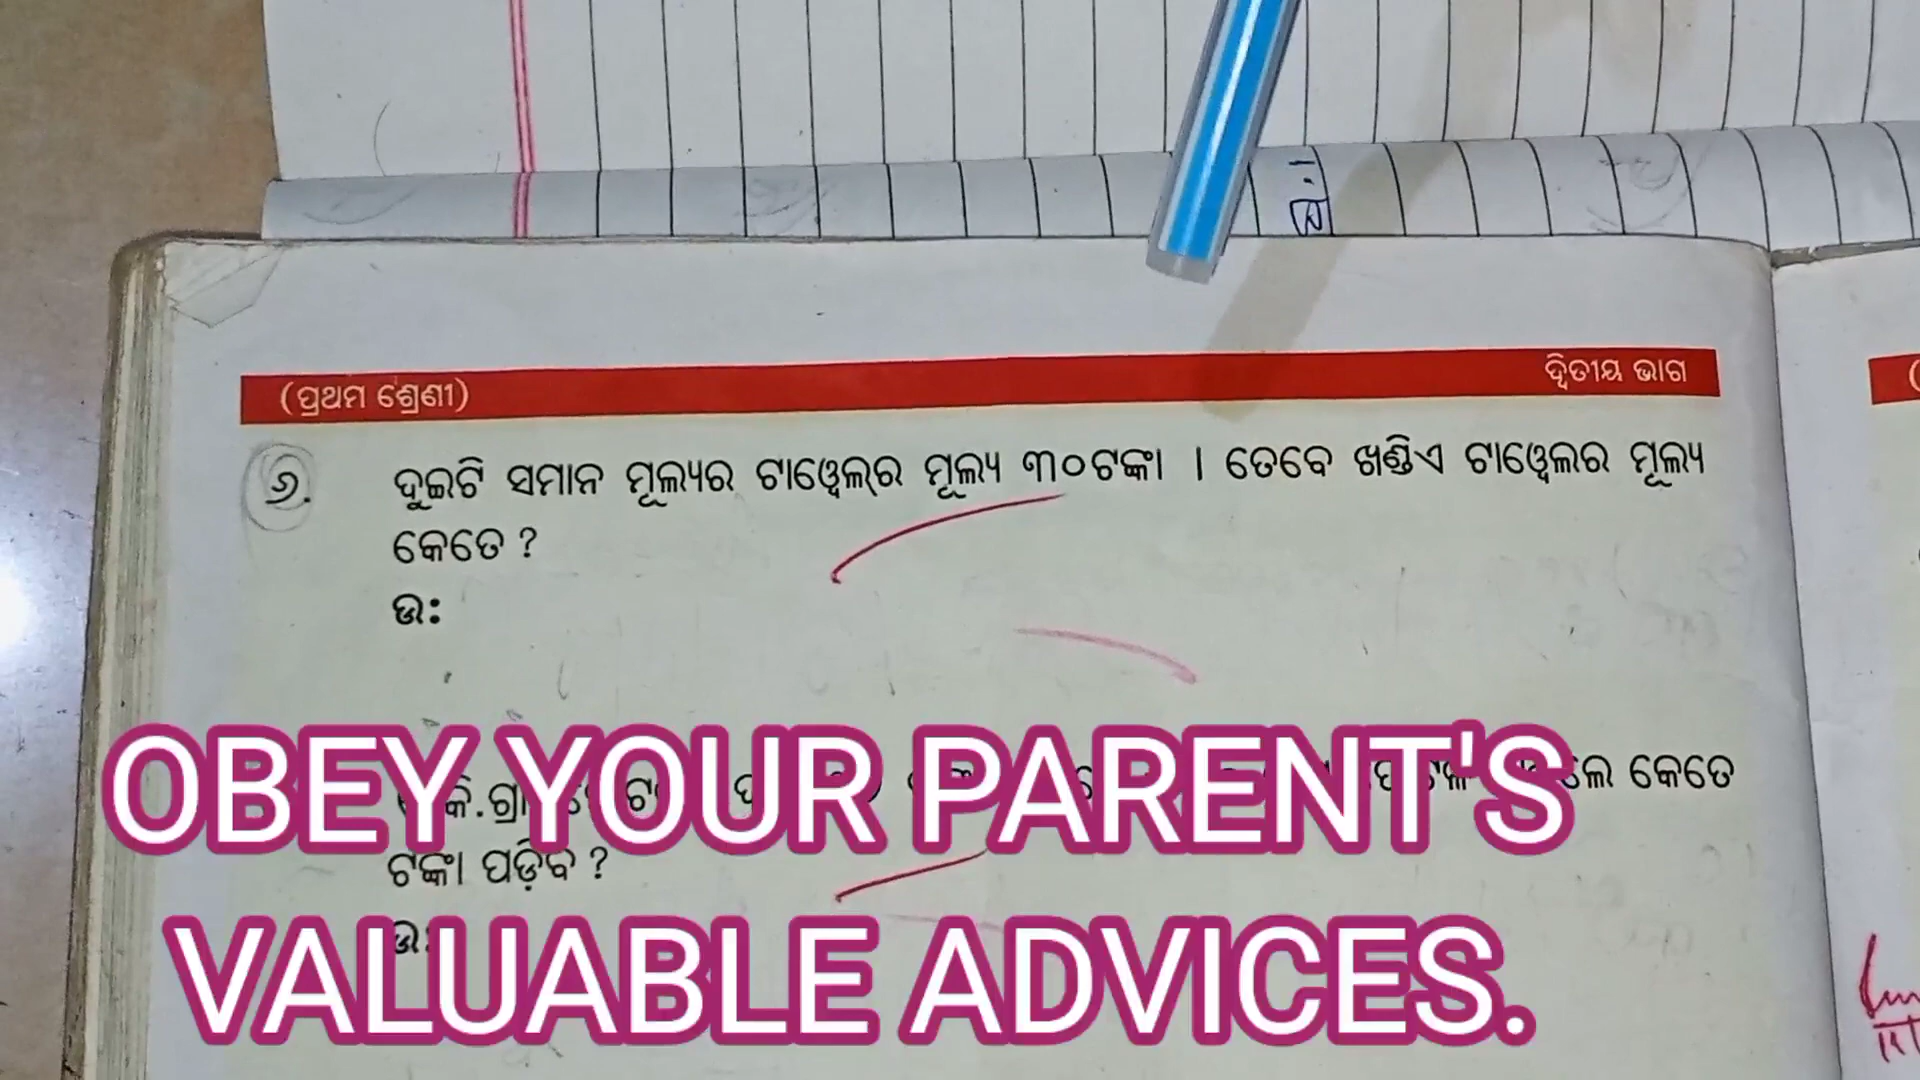 (ପ୍ରଥମ ଶ୍ରେଣୀ) ଦ୍ୱିତୀୟ ଭାଗ
୬. ଦୁଇଟି ସମାନ ମୂଲ୍ୟର ଟାଓ୍ଵେଲ୍‌ର ମୂଲ୍ୟ ୩୦ଟଙ୍କା । ତେବେ ଖଣ୍ଡିଏ ଟାଓ୍ଵେଲର ମୂଲ୍ୟ
କେତେ ?
ଉ:
OBEY YOUR PARENT'S
କେତେ
ଟଙ୍କା ପଡ଼ିବ ?
ଉ:
VALUABLE ADVICES.